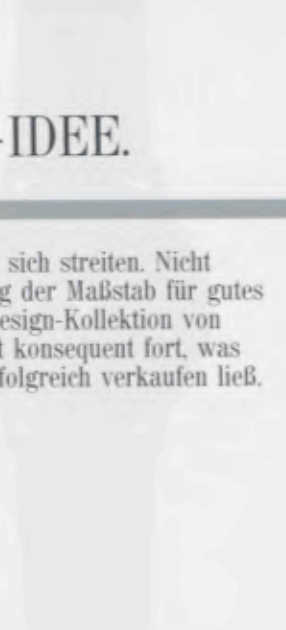 -IDEE.
sich streiten. Nicht
g der Maßstab für gutes
esign-Kollektion von
t konsequent fort, was
folgreich verkaufen ließ.